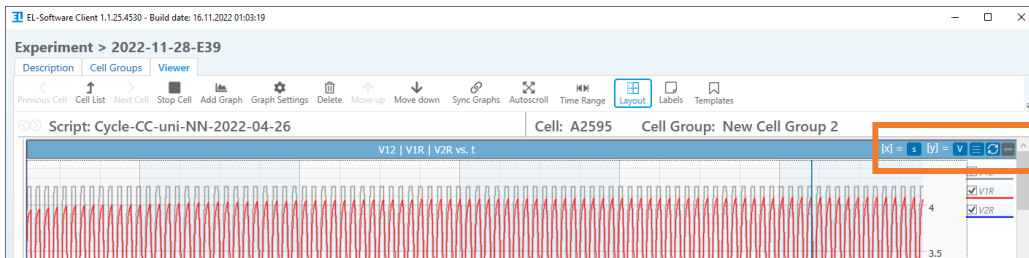 EL EL-Software Client 1.1.25.4530 - Build date: 16.11.2022 01:03:19
Experiment > 2022-11-28-E39
Description Cell Groups Viewer
Previous Cell Cell List Next Cell Stop Cell Add Graph Graph Settings Delete Move up Move down Sync Graphs Autoscroll Time Range Layout Labels Templates
Script: Cycle-CC-uni-NN-2022-04-26 Cell: A2595 Cell Group: New Cell Group 2
V12 | V1R | V2R vs. t [x] = s [y] = V
V1R
4 V2R
3.5